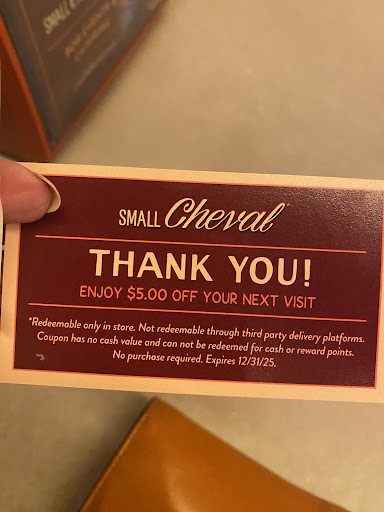 SMALL
SMALL Cheval
THANK YOU!
ENJOY $5.00 OFF YOUR NEXT VISIT
*Redeemable only in store. Not redeemable through third party delivery platforms.
Coupon has no cash value and can not be redeemed for cash or reward points.
No purchase required. Expires 12/31/25.